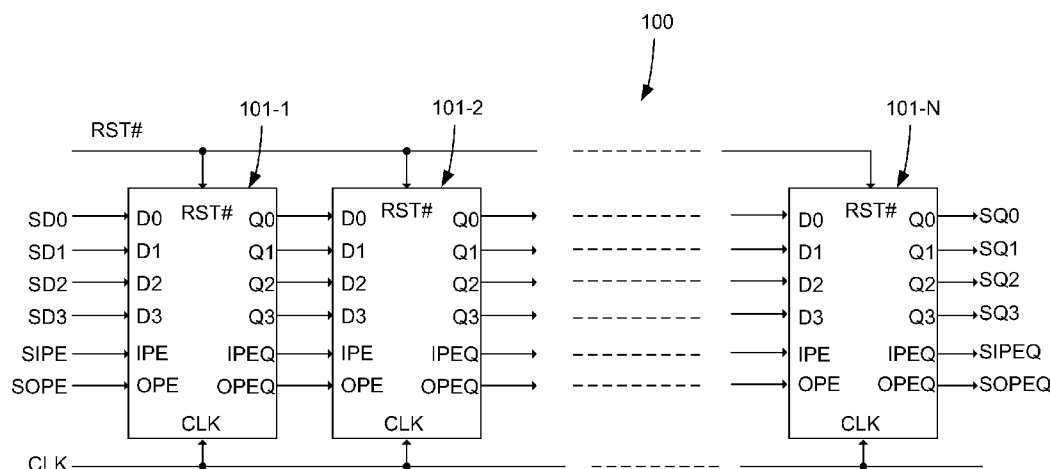 100
101-1
101-2
101-N
RST#
SD0 D0 RST# Q0 D0 RST# Q0 D0 RST# Q0 SQ0
SD1 D1 Q1 D1 Q1 D1 Q1 SQ1
SD2 D2 Q2 D2 Q2 D2 Q2 SQ2
SD3 D3 Q3 D3 Q3 D3 Q3 SQ3
SIPE IPE IPEQ IPE IPEQ IPE IPEQ SIPEQ
SOPE OPE OPEQ OPE OPEQ OPE OPEQ SOPEQ
CLK CLK CLK
CLK